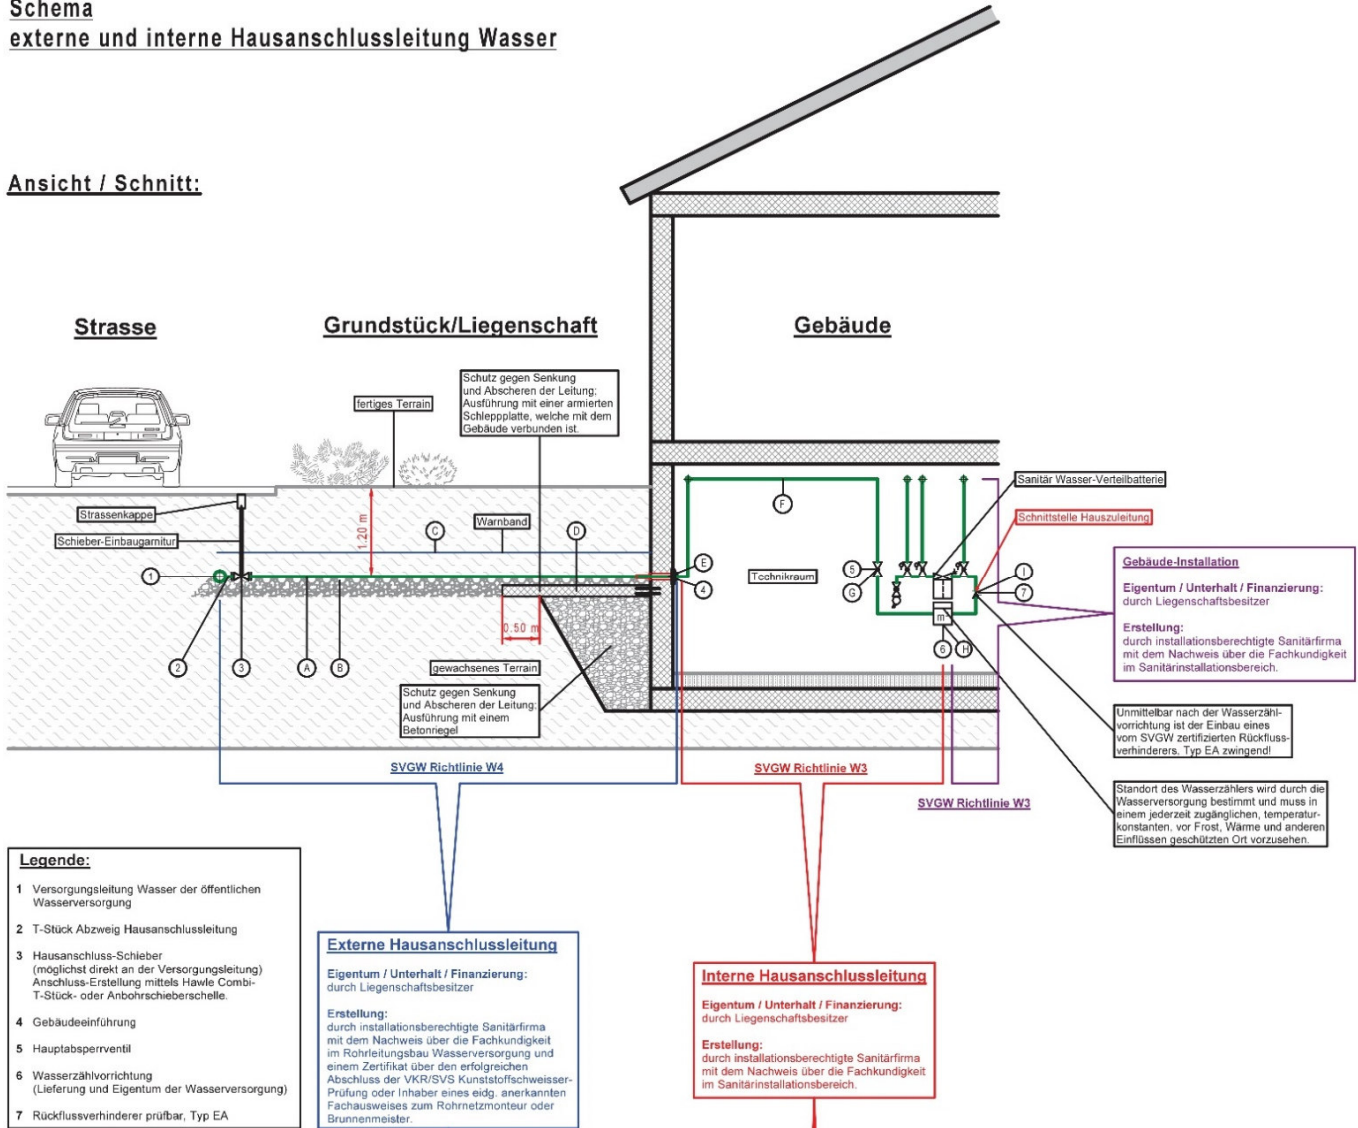 Schema
externe und interne Hausanschlussleitung Wasser
Ansicht / Schnitt:
Strasse
Grundstück/Liegenschaft
Gebäude
fertiges Terrain
Schutz gegen Senkung
und Abscheren der Leitung:
Ausführung mit einer armierten
Schleppplatte, welche mit dem
Gebäude verbunden ist.
Strassenkappe
Schieber-Einbaugarnitur
1.20 m
Warnband
C
D
E
4
1
2
3
A
B
0.50 m
gewachsenes Terrain
Schutz gegen Senkung
und Abscheren der Leitung:
Ausführung mit einem
Betonriegel
F
Technikraum
5
G
m
6
H
I
7
Sanitär Wasser-Verteilbatterie
Schnittstelle Hauszuleitung
Gebäude-Installation
Eigentum / Unterhalt / Finanzierung:
durch Liegenschaftsbesitzer
Erstellung:
durch installationsberechtigte Sanitärfirma
mit dem Nachweis über die Fachkundigkeit
im Sanitärinstallationsbereich.
Unmittelbar nach der Wasserzähl-
vorrichtung ist der Einbau eines
vom SVGW zertifizierten Rückfluss-
verhinderers, Typ EA zwingend!
Standort des Wasserzählers wird durch die
Wasserversorgung bestimmt und muss in
einem jederzeit zugänglichen, temperatur-
konstanten, vor Frost, Wärme und anderen
Einflüssen geschützten Ort vorzusehen.
SVGW Richtlinie W4
SVGW Richtlinie W3
SVGW Richtlinie W3
Legende:
1 Versorgungsleitung Wasser der öffentlichen
Wasserversorgung
2 T-Stück Abzweig Hausanschlussleitung
3 Hausanschluss-Schieber
(möglichst direkt an der Versorgungsleitung)
Anschluss-Erstellung mittels Hawle Combi-
T-Stück- oder Anbohrschieberschelle.
4 Gebäudeeinführung
5 Hauptabsperrventil
6 Wasserzählvorrichtung
(Lieferung und Eigentum der Wasserversorgung)
7 Rückflussverhinderer prüfbar, Typ EA
Externe Hausanschlussleitung
Eigentum / Unterhalt / Finanzierung:
durch Liegenschaftsbesitzer
Erstellung:
durch installationsberechtigte Sanitärfirma
mit dem Nachweis über die Fachkundigkeit
im Rohrleitungsbau Wasserversorgung und
einem Zertifikat über den erfolgreichen
Abschluss der VKR/SVS Kunststoffschweisser-
Prüfung oder Inhaber eines eidg. anerkannten
Fachausweises zum Rohrnetzmonteur oder
Brunnenmeister.
Interne Hausanschlussleitung
Eigentum / Unterhalt / Finanzierung:
durch Liegenschaftsbesitzer
Erstellung:
durch installationsberechtigte Sanitärfirma
mit dem Nachweis über die Fachkundigkeit
im Sanitärinstallationsbereich.